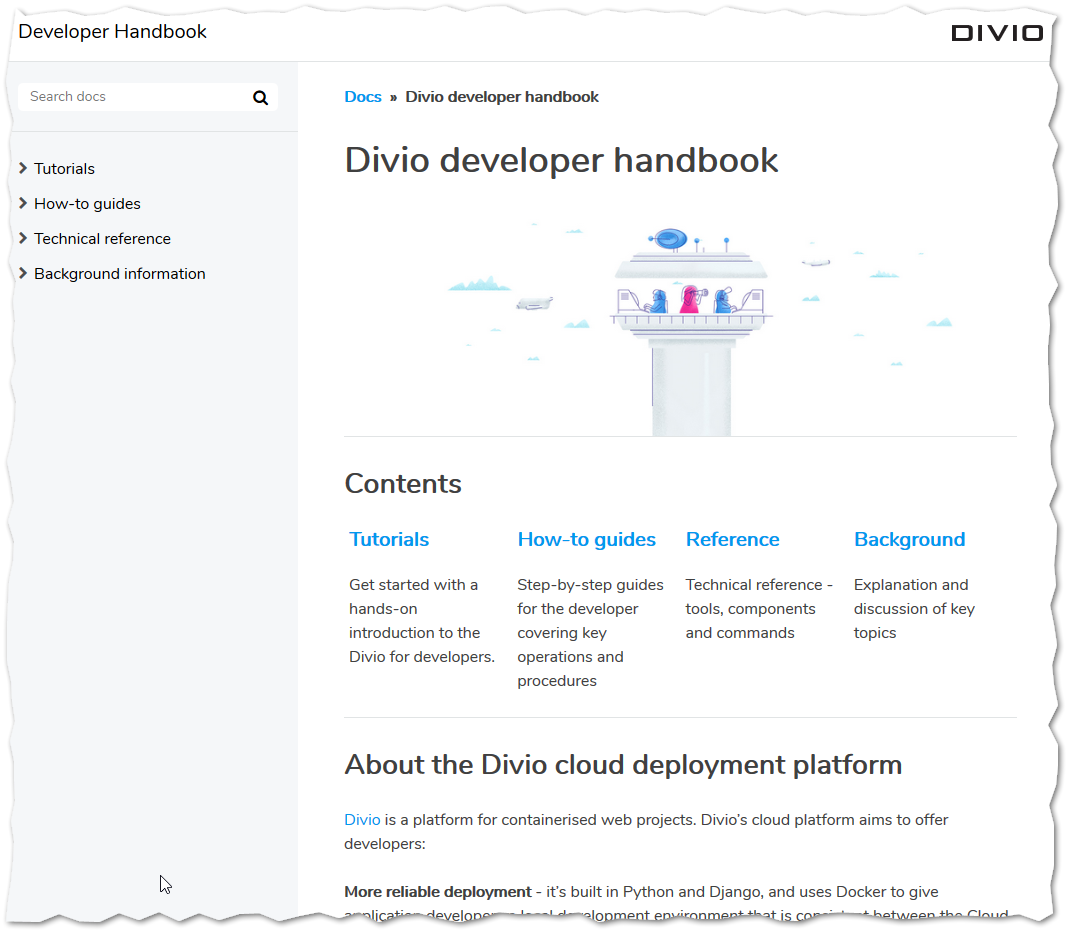 Developer Handbook
DIVIO
Search docs
Tutorials
How-to guides
Technical reference
Background information
Docs » Divio developer handbook
Divio developer handbook
Contents
Tutorials
Get started with a
hands-on
introduction to the
Divio for developers.
How-to guides
Step-by-step guides
for the developer
covering key
operations and
procedures
Reference
Technical reference -
tools, components
and commands
Background
Explanation and
discussion of key
topics
About the Divio cloud deployment platform
Divio is a platform for containerised web projects. Divio’s cloud platform aims to offer
developers:
More reliable deployment - it’s built in Python and Django, and uses Docker to give
application developers a local development environment that is consistent between the Cloud